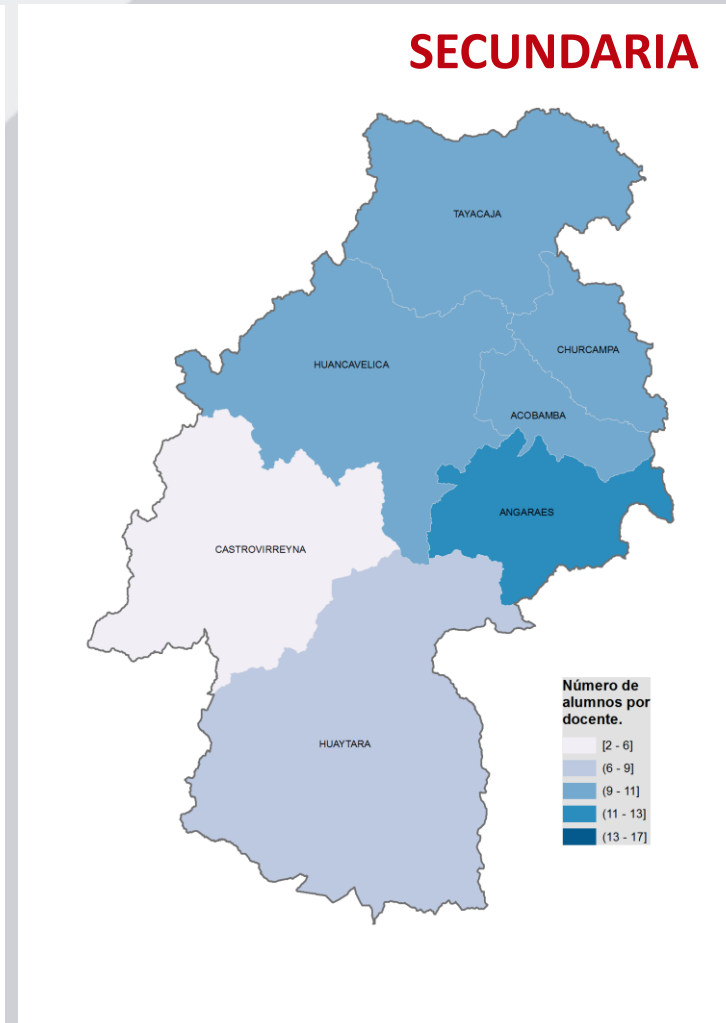 SECUNDARIA
TAYACAJA
CHURCAMPA
HUANCAVELICA
ACOBAMBA
ANGARAES
CASTROVIRREYNA
HUAYTARA
Número de
alumnos por
docente.
[2 - 6]
(6 - 9]
(9 - 11]
(11 - 13]
(13 - 17]